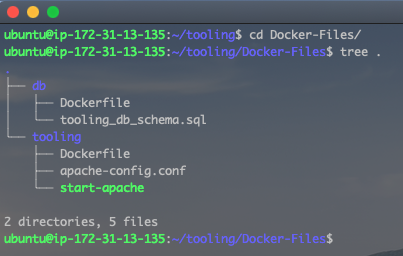 ubuntu@ip-172-31-13-135:~/tooling$ cd Docker-Files/
ubuntu@ip-172-31-13-135:~/tooling/Docker-Files$ tree .
.
├── db
│   ├── Dockerfile
│   └── tooling_db_schema.sql
└── tooling
    ├── Dockerfile
    ├── apache-config.conf
    └── start-apache

2 directories, 5 files
ubuntu@ip-172-31-13-135:~/tooling/Docker-Files$